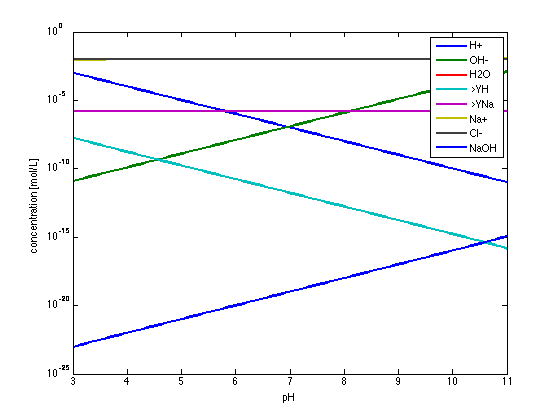 10^0
10^-5
10^-10
10^-15
10^-20
10^-25
concentration [mol/L]
H+
OH-
H2O
>YH
>YNa
Na+
Cl-
NaOH
3 4 5 6 7 8 9 10 11
pH